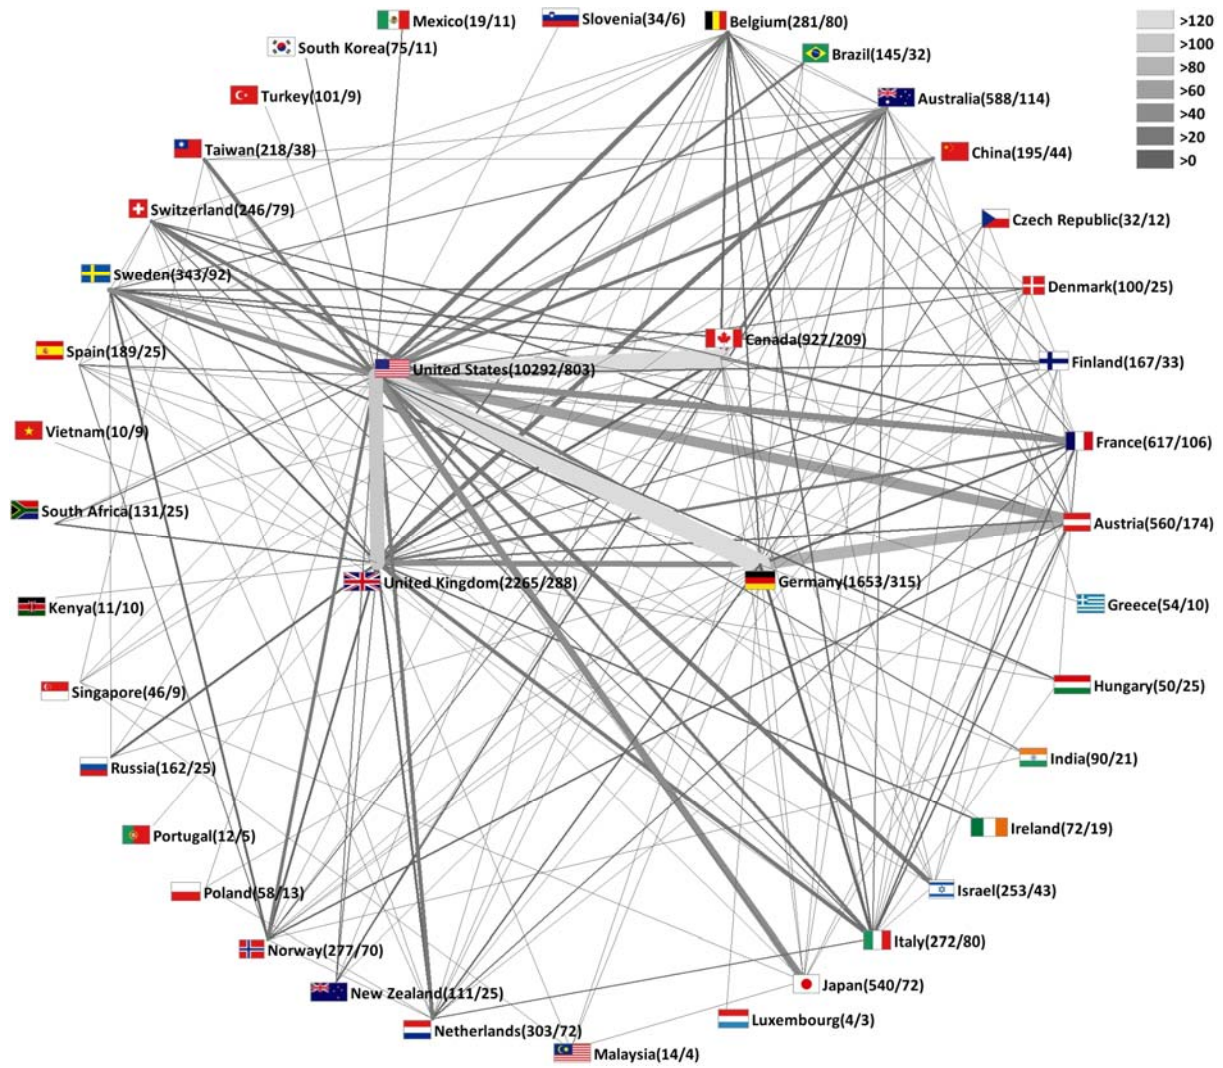 Mexico(19/11)
Slovenia(34/6)
Belgium(281/80)
South Korea(75/11)
Brazil(145/32)
Turkey(101/9)
Australia(588/114)
Taiwan(218/38)
China(195/44)
Switzerland(246/79)
Czech Republic(32/12)
Sweden(343/92)
Denmark(100/25)
Canada(927/209)
Spain(189/25)
United States(10292/803)
Finland(167/33)
Vietnam(10/9)
France(617/106)
South Africa(131/25)
Austria(560/174)
United Kingdom(2265/288)
Germany(1653/315)
Kenya(11/10)
Greece(54/10)
Singapore(46/9)
Hungary(50/25)
Russia(162/25)
India(90/21)
Portugal(12/5)
Ireland(72/19)
Poland(58/13)
Israel(253/43)
Norway(277/70)
Italy(272/80)
New Zealand(111/25)
Japan(540/72)
Netherlands(303/72)
Luxembourg(4/3)
Malaysia(14/4)
>120
>100
>80
>60
>40
>20
>0